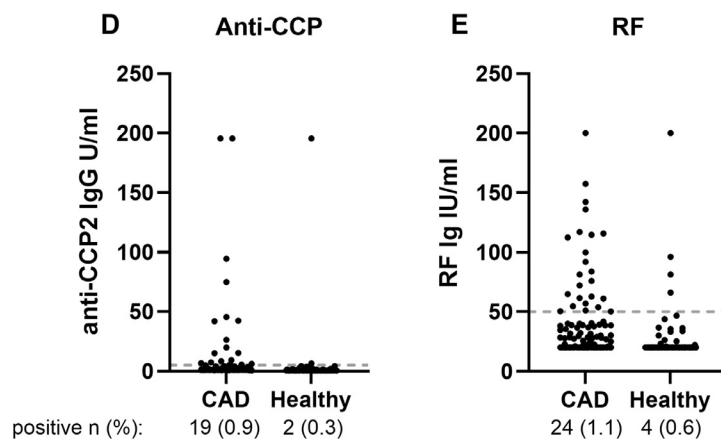 D Anti-CCP
anti-CCP2 IgG U/ml
250
200
150
100
50
0
CAD Healthy
E RF
RF Ig IU/ml
250
200
150
100
50
0
CAD Healthy
positive n (%): 19 (0.9) 2 (0.3) 24 (1.1) 4 (0.6)